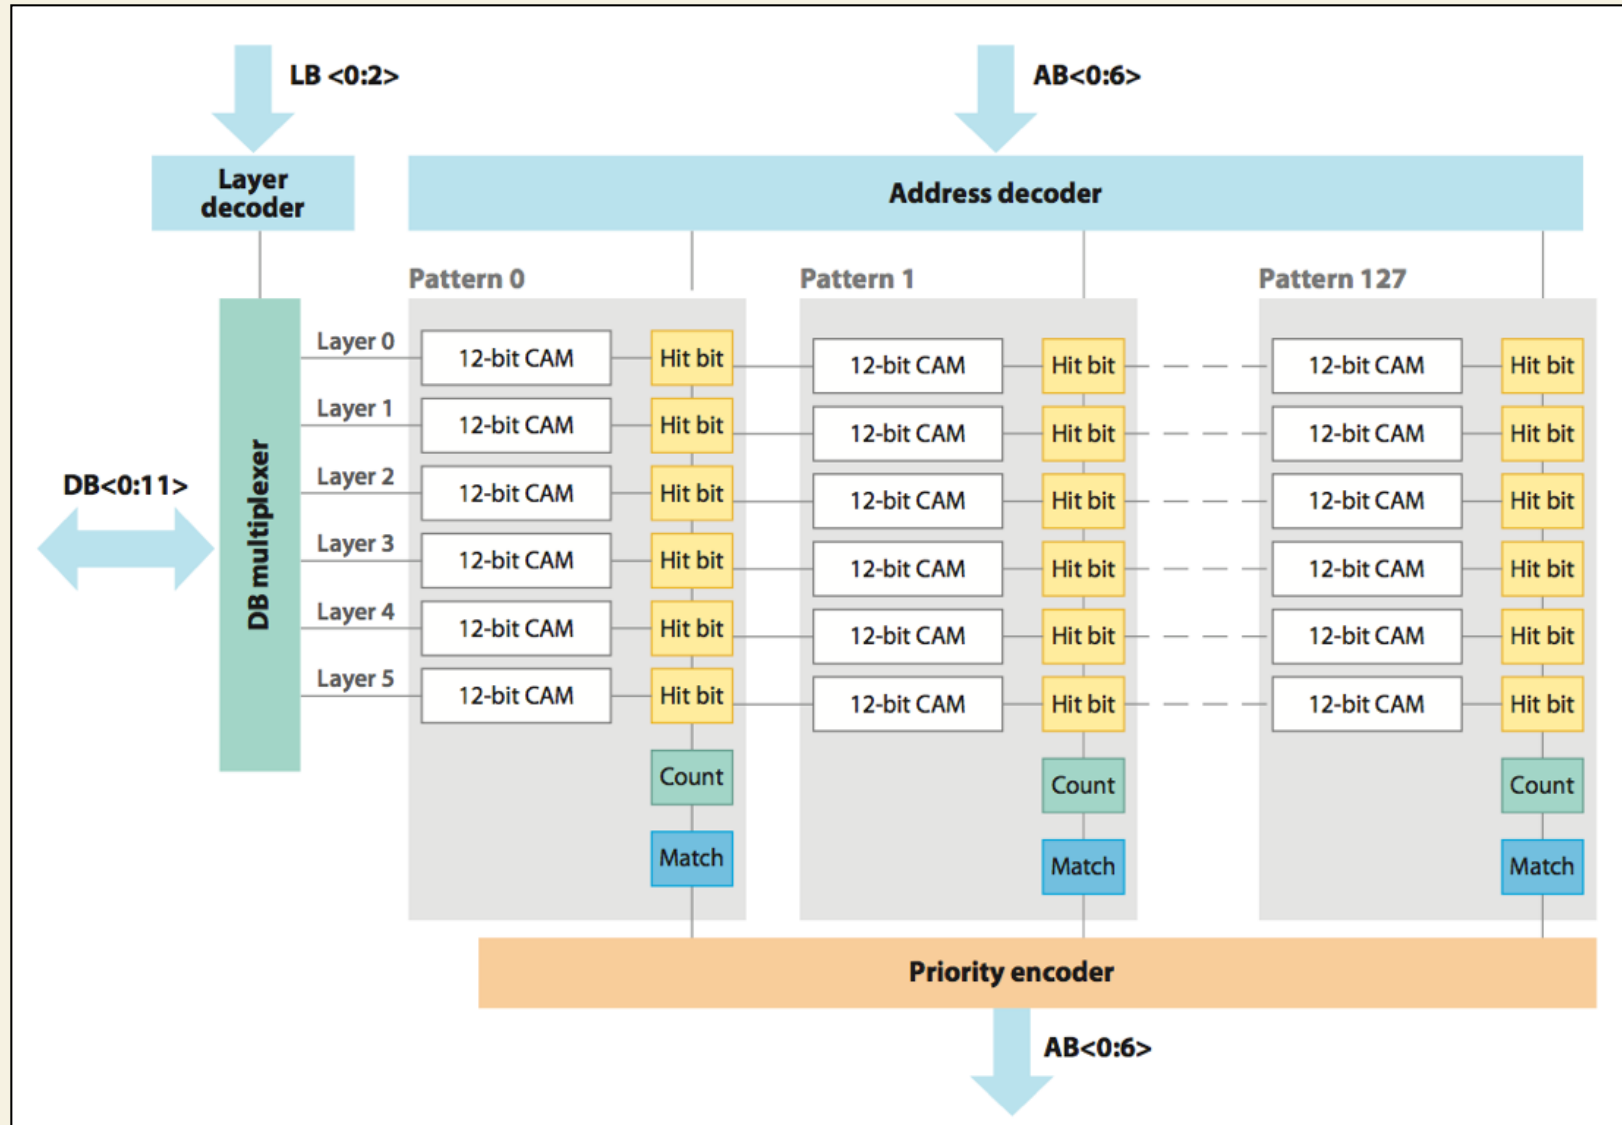 LB <0:2>
AB<0:6>
Layer
decoder
Address decoder
Pattern 0
Pattern 1
Pattern 127
DB<0:11>
DB multiplexer
Layer 0
12-bit CAM
Hit bit
12-bit CAM
Hit bit
12-bit CAM
Hit bit
Layer 1
12-bit CAM
Hit bit
12-bit CAM
Hit bit
12-bit CAM
Hit bit
Layer 2
12-bit CAM
Hit bit
12-bit CAM
Hit bit
12-bit CAM
Hit bit
Layer 3
12-bit CAM
Hit bit
12-bit CAM
Hit bit
12-bit CAM
Hit bit
Layer 4
12-bit CAM
Hit bit
12-bit CAM
Hit bit
12-bit CAM
Hit bit
Layer 5
12-bit CAM
Hit bit
12-bit CAM
Hit bit
12-bit CAM
Hit bit
Count
Count
Count
Match
Match
Match
Priority encoder
AB<0:6>